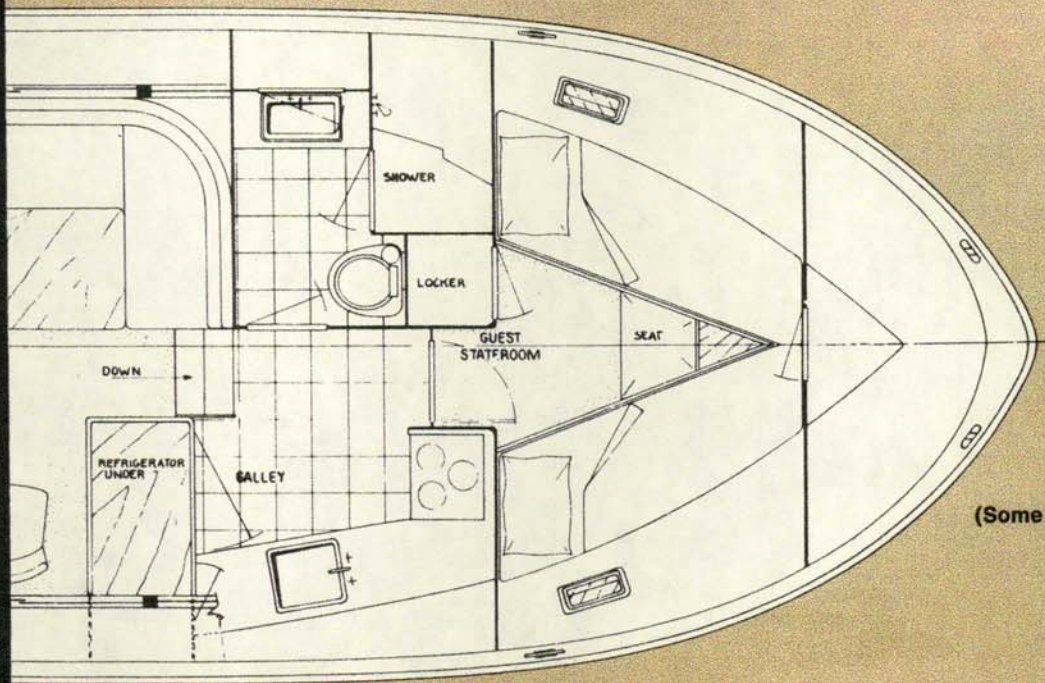 SHOWER
LOCKER
GUEST
STATEROOM
SEAT
DOWN
REFRIGERATOR
UNDER
GALLEY
(Some